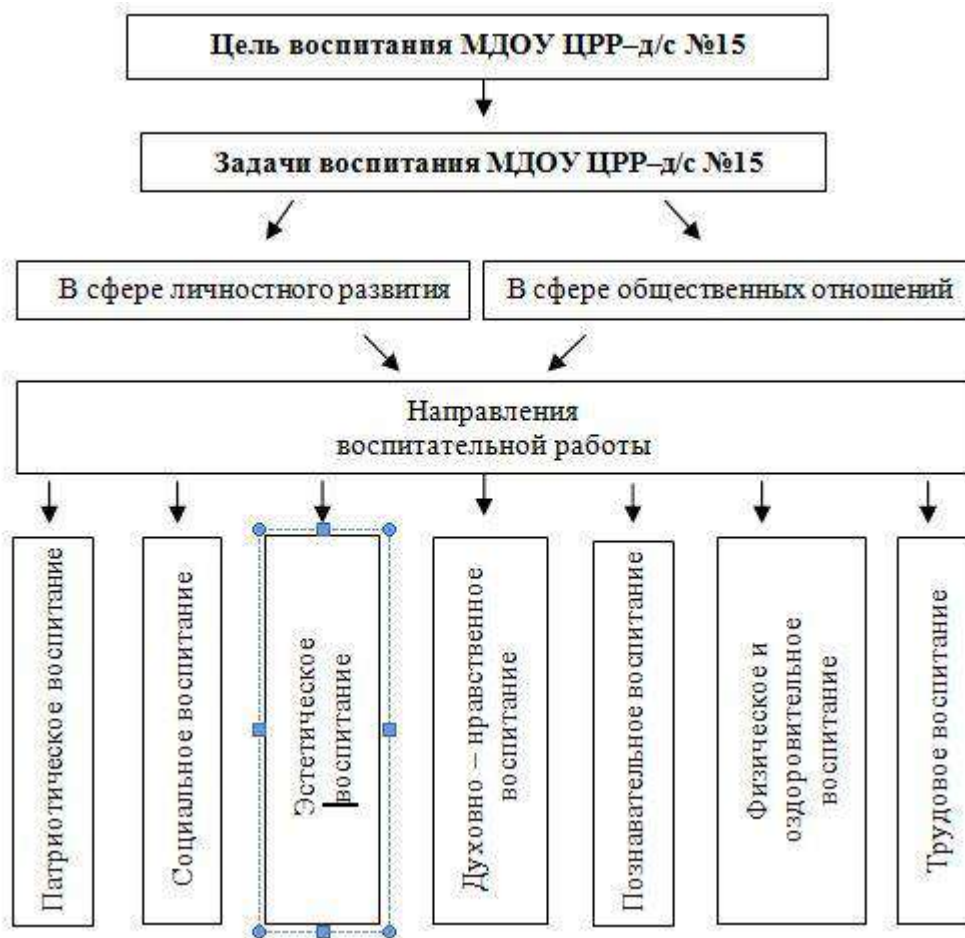 Цель воспитания МДОУ ЦРР–д/с №15
Задачи воспитания МДОУ ЦРР–д/с №15
В сфере личностного развития
В сфере общественных отношений
Направления
воспитательной работы
Патриотическое воспитание
Социальное воспитание
Эстетическое
воспитание
Духовно – нравственное
воспитание
Познавательное воспитание
Физическое и
оздоровительное
воспитание
Трудовое воспитание